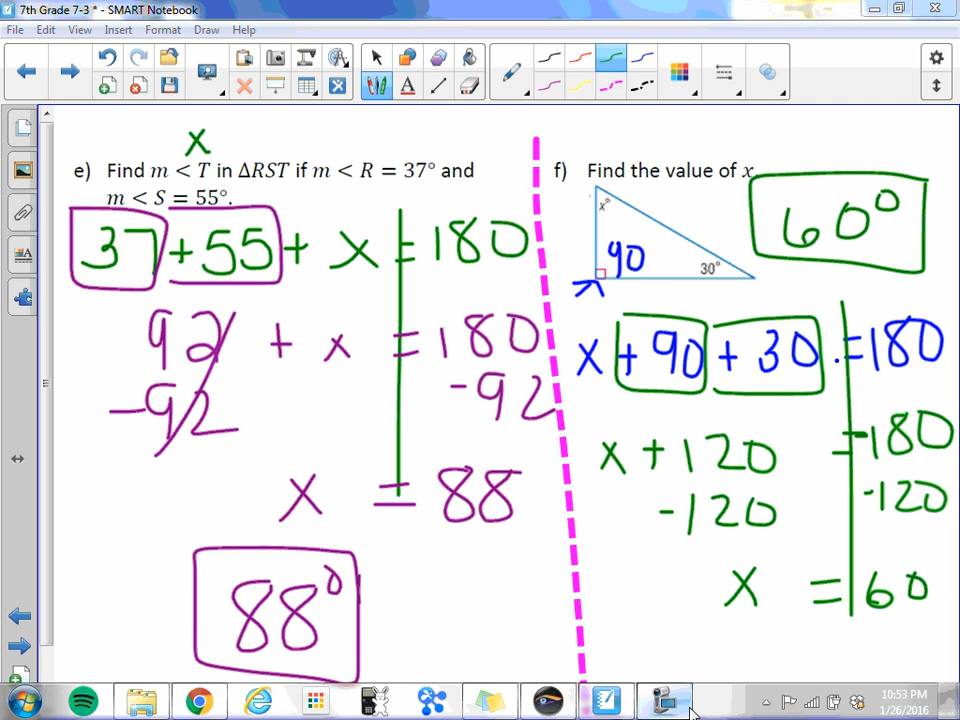 7th Grade 7-3 * - SMART Notebook
File Edit View Insert Format Draw Help
x
e) Find m < T in ΔRST if m < R = 37° and
m < S = 55°.
37 + 55 + x = 180
92 + x = 180
-92 -92
x = 88
88°
f) Find the value of x
x°
90
30°
60°
x + 90 + 30 . = 180
x + 120 = 180
-120 -120
x = 60
10:53 PM
1/26/2016